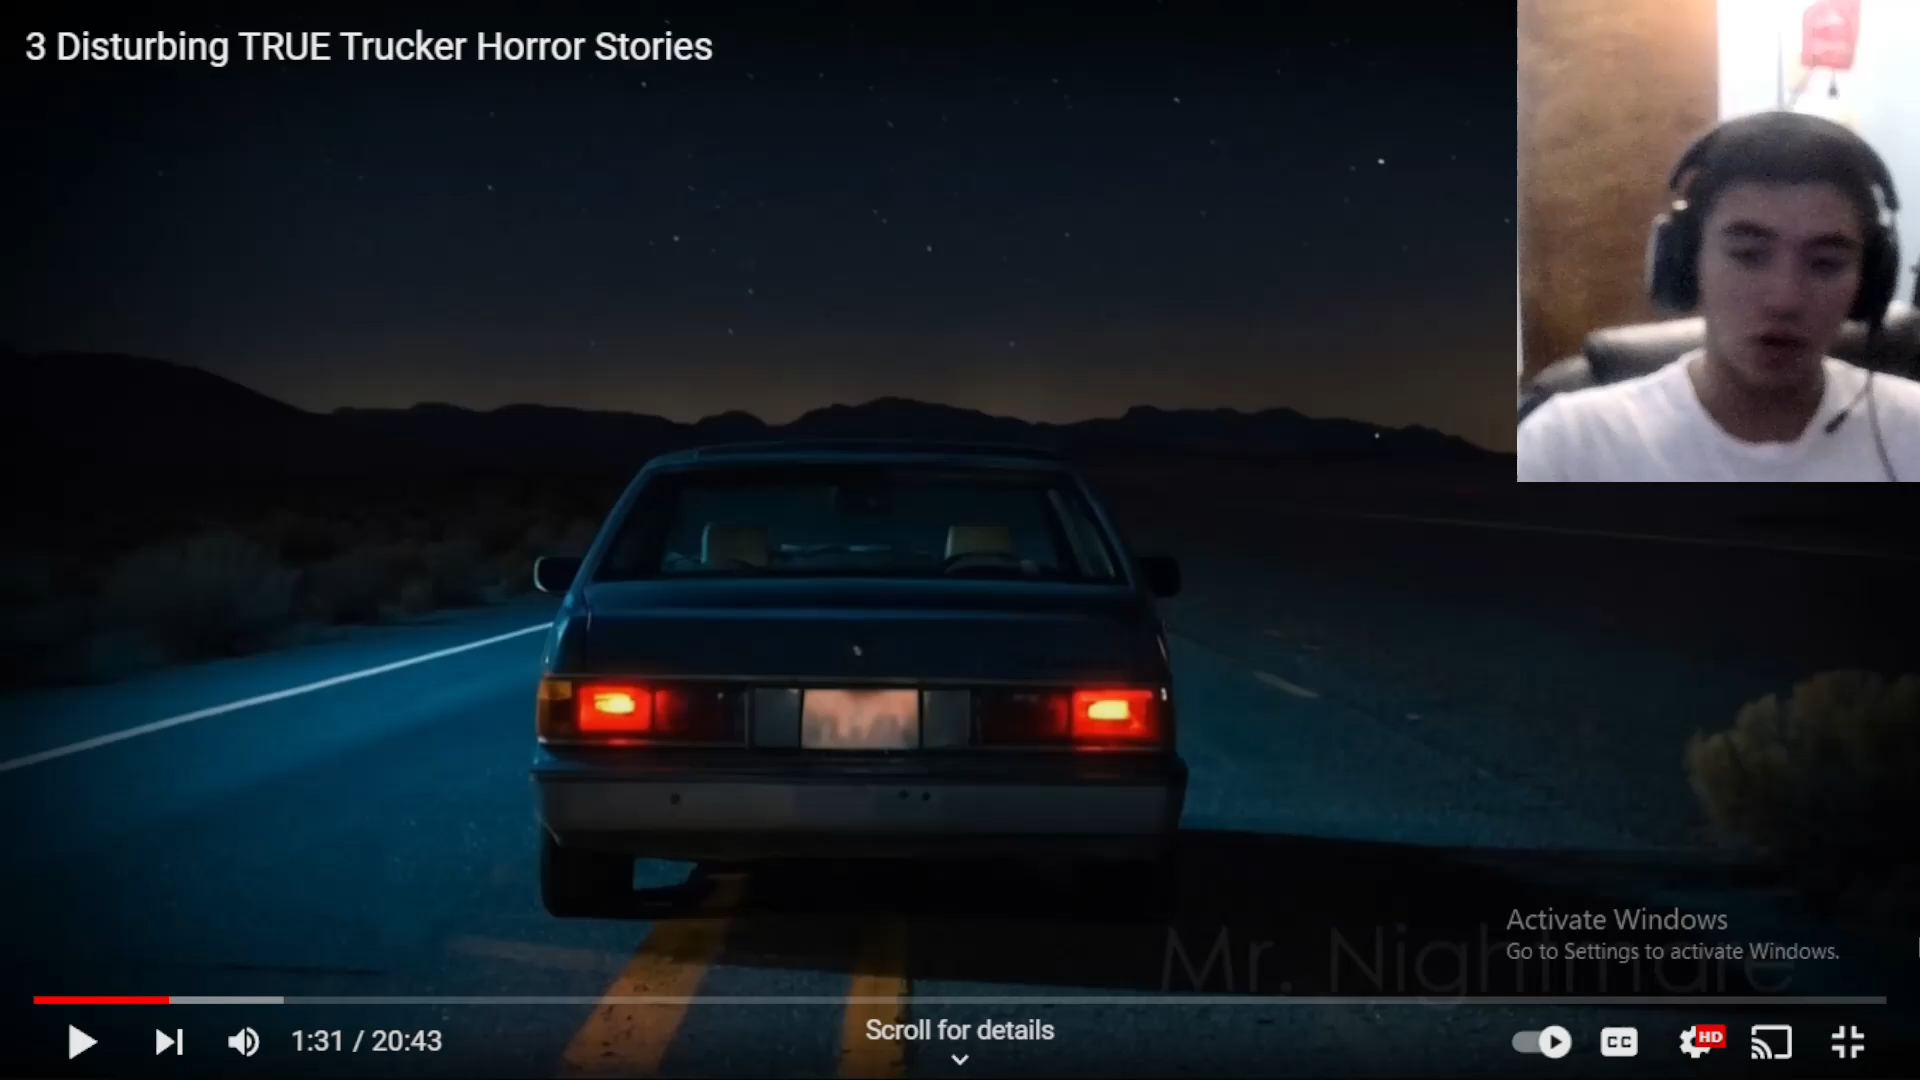 3 Disturbing TRUE Trucker Horror Stories
Activate Windows
Go to Settings to activate Windows.
Mr. Nightmare
1:31 / 20:43
Scroll for details
CC
HD